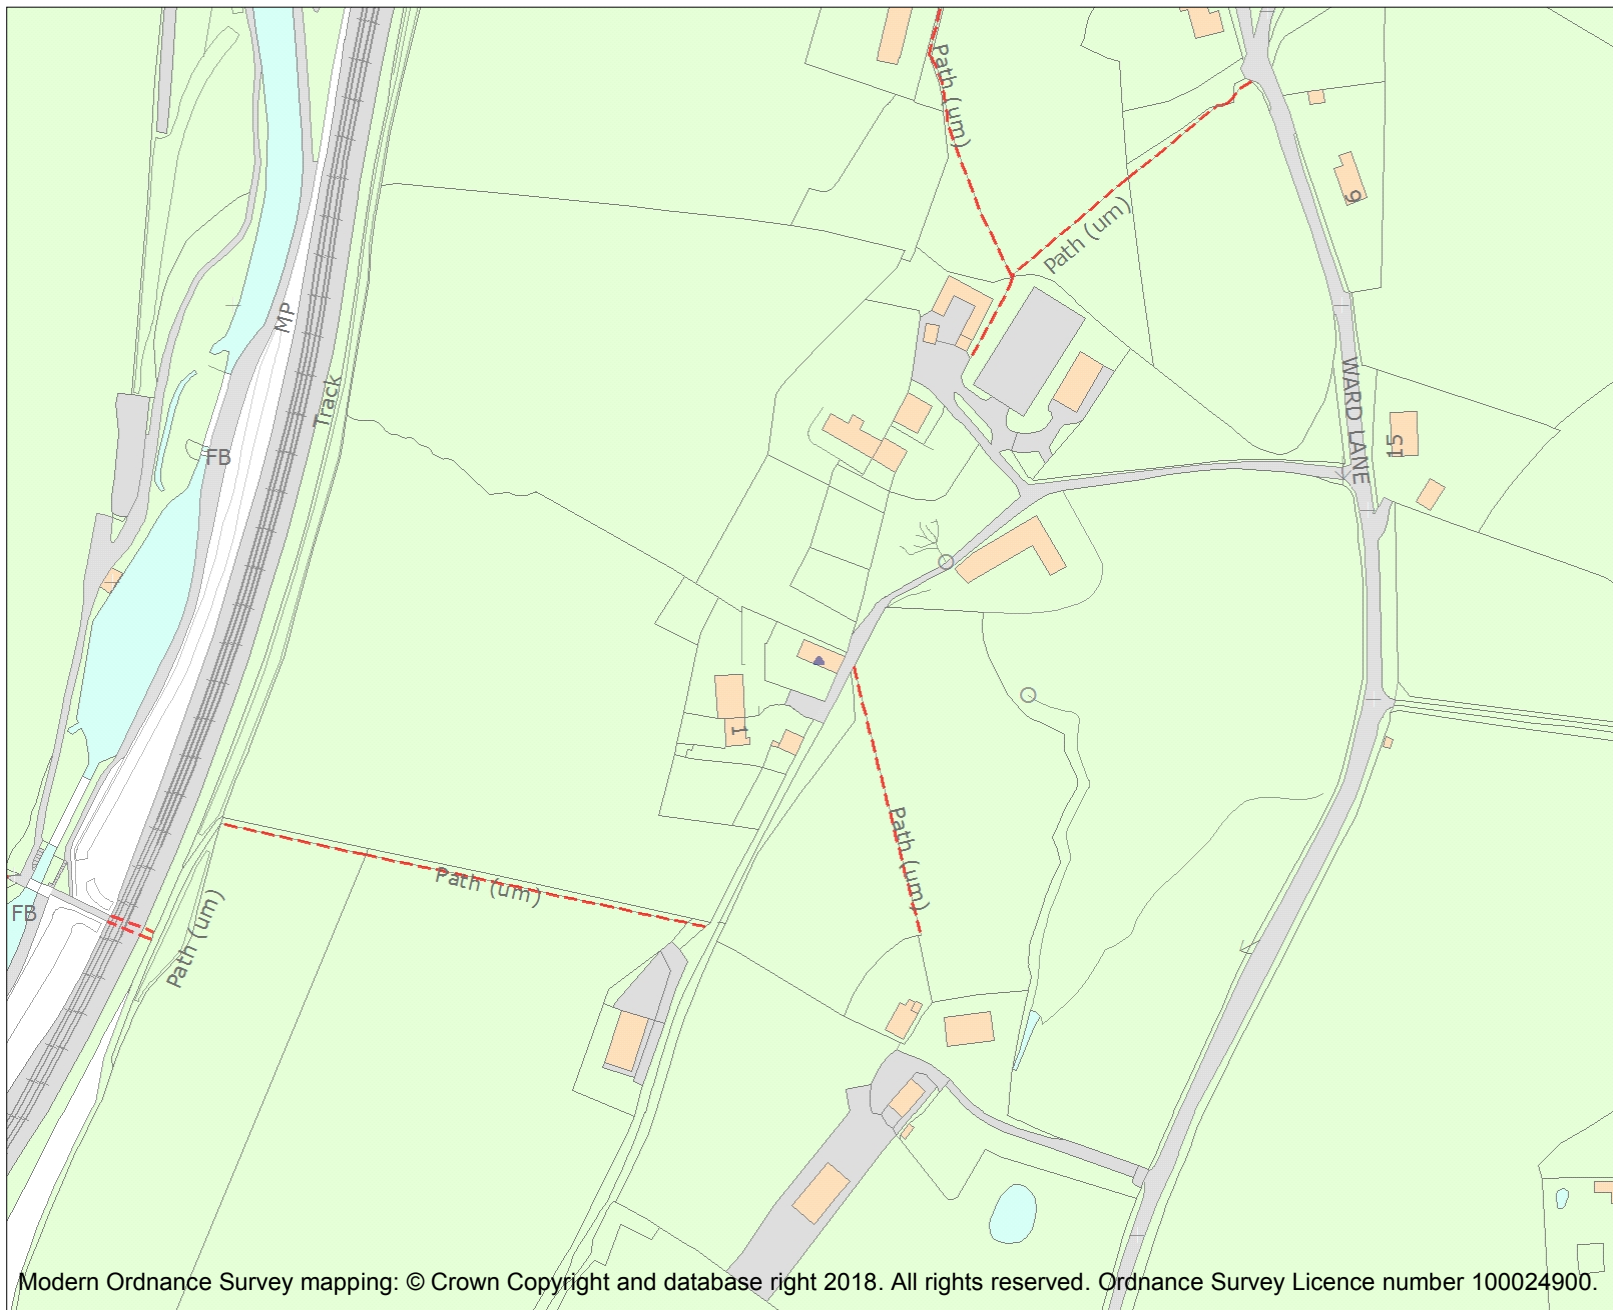 Path (um)
Path (um)
9
MP
Track
WARD LANE
15
FB
1
Path (um)
Path (um)
Path (um)
FB
Modern Ordnance Survey mapping: © Crown Copyright and database right 2018. All rights reserved. Ordnance Survey Licence number 100024900.